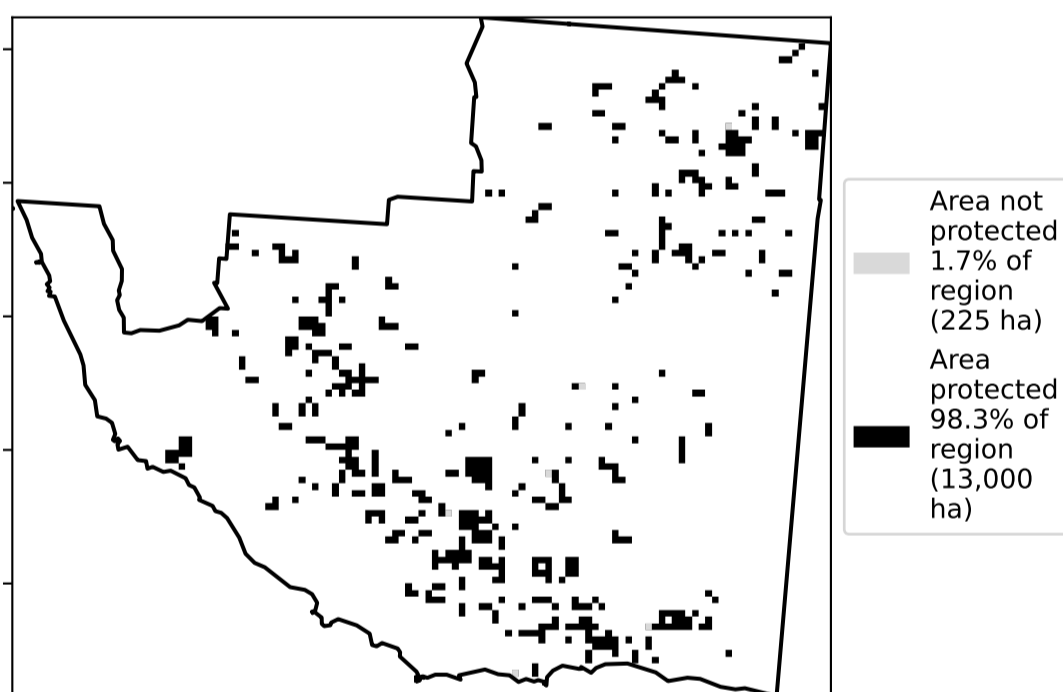 Area not
protected
1.7% of
region
(225 ha)
Area
protected
98.3% of
region
(13,000
ha)